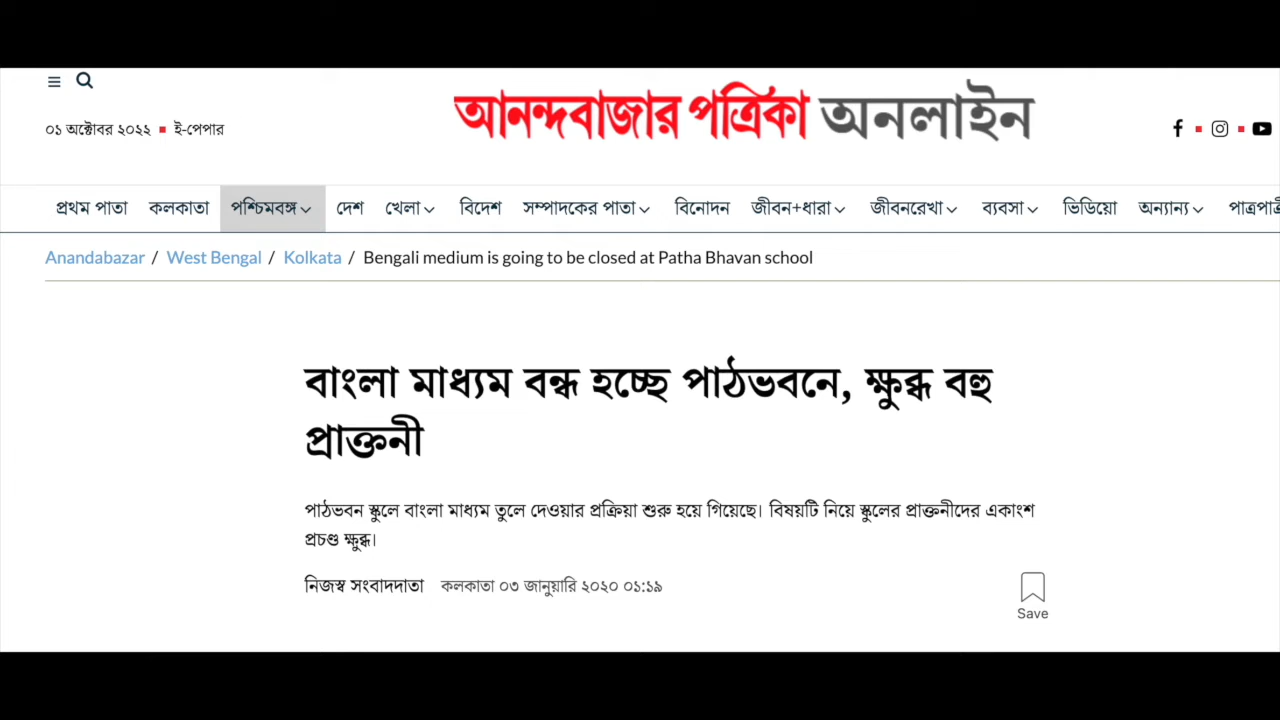 আনন্দবাজার পত্রিকা অনলাইন
০১ অক্টোবর ২০২২ ই-পেপার
প্রথম পাতা কলকাতা পশ্চিমবঙ্গ দেশ খেলা বিদেশ সম্পাদকের পাতা বিনোদন জীবন+ধারা জীবনরেখা ব্যবসা ভিডিয়ো অন্যান্য
Anandabazar / West Bengal / Kolkata / Bengali medium is going to be closed at Patha Bhavan school
বাংলা মাধ্যম বন্ধ হচ্ছে পাঠভবনে, ক্ষুব্ধ বহু
প্রাক্তনী
পাঠভবন স্কুলে বাংলা মাধ্যম তুলে দেওয়ার প্রক্রিয়া শুরু হয়ে গিয়েছে। বিষয়টি নিয়ে স্কুলের প্রাক্তনীদের একাংশ
প্রচণ্ড ক্ষুব্ধ।
নিজস্ব সংবাদদাতা কলকাতা ০৩ জানুয়ারি ২০২০ ০১:১৯
Save